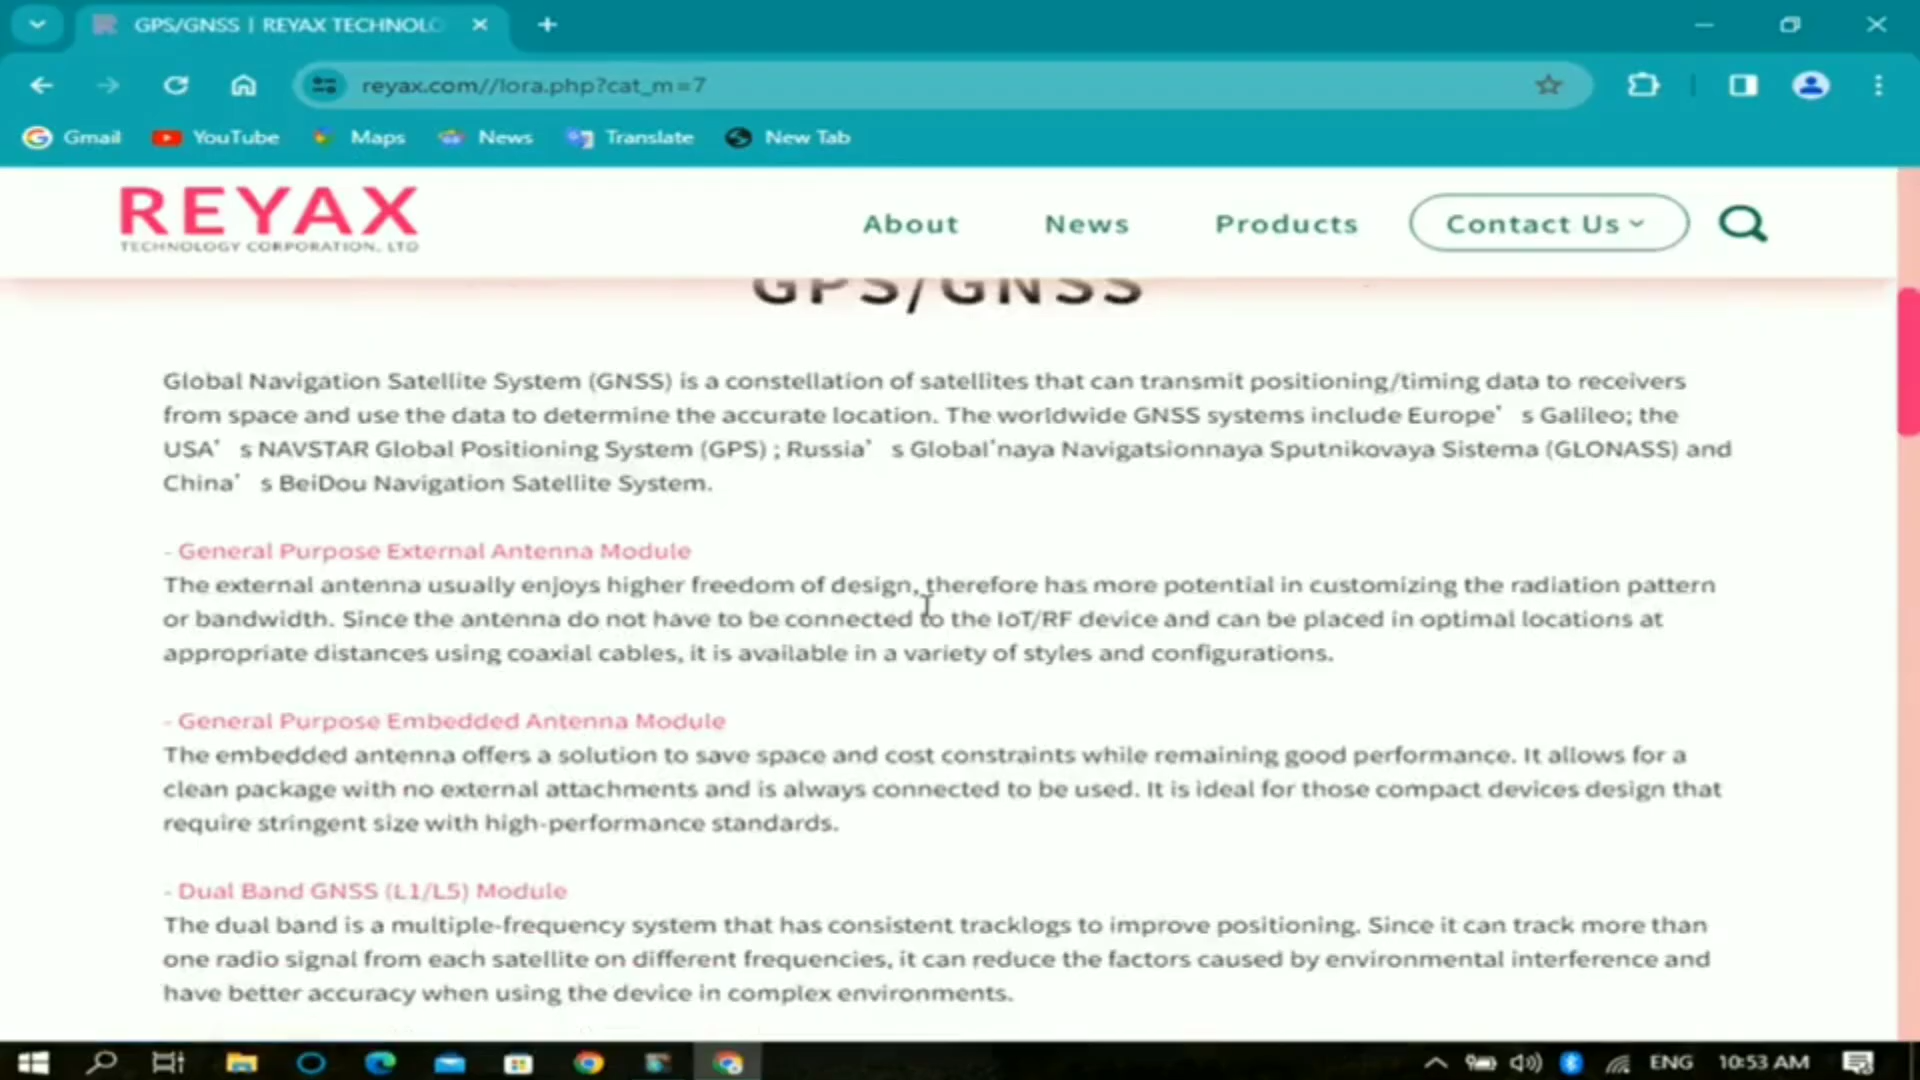 GPS/GNSS | REYAX TECHNOLO
reyax.com//lora.php?cat_m=7
Gmail YouTube Maps News Translate New Tab
REYAX
TECHNOLOGY CORPORATION, LTD
About News Products Contact Us
GPS/GNSS
Global Navigation Satellite System (GNSS) is a constellation of satellites that can transmit positioning/timing data to receivers
from space and use the data to determine the accurate location. The worldwide GNSS systems include Europe’ s Galileo; the
USA’ s NAVSTAR Global Positioning System (GPS) ; Russia’ s Global'naya Navigatsionnaya Sputnikovaya Sistema (GLONASS) and
China’ s BeiDou Navigation Satellite System.
- General Purpose External Antenna Module
The external antenna usually enjoys higher freedom of design, therefore has more potential in customizing the radiation pattern
or bandwidth. Since the antenna do not have to be connected to the IoT/RF device and can be placed in optimal locations at
appropriate distances using coaxial cables, it is available in a variety of styles and configurations.
- General Purpose Embedded Antenna Module
The embedded antenna offers a solution to save space and cost constraints while remaining good performance. It allows for a
clean package with no external attachments and is always connected to be used. It is ideal for those compact devices design that
require stringent size with high-performance standards.
- Dual Band GNSS (L1/L5) Module
The dual band is a multiple-frequency system that has consistent tracklogs to improve positioning. Since it can track more than
one radio signal from each satellite on different frequencies, it can reduce the factors caused by environmental interference and
have better accuracy when using the device in complex environments.
ENG 10:53 AM